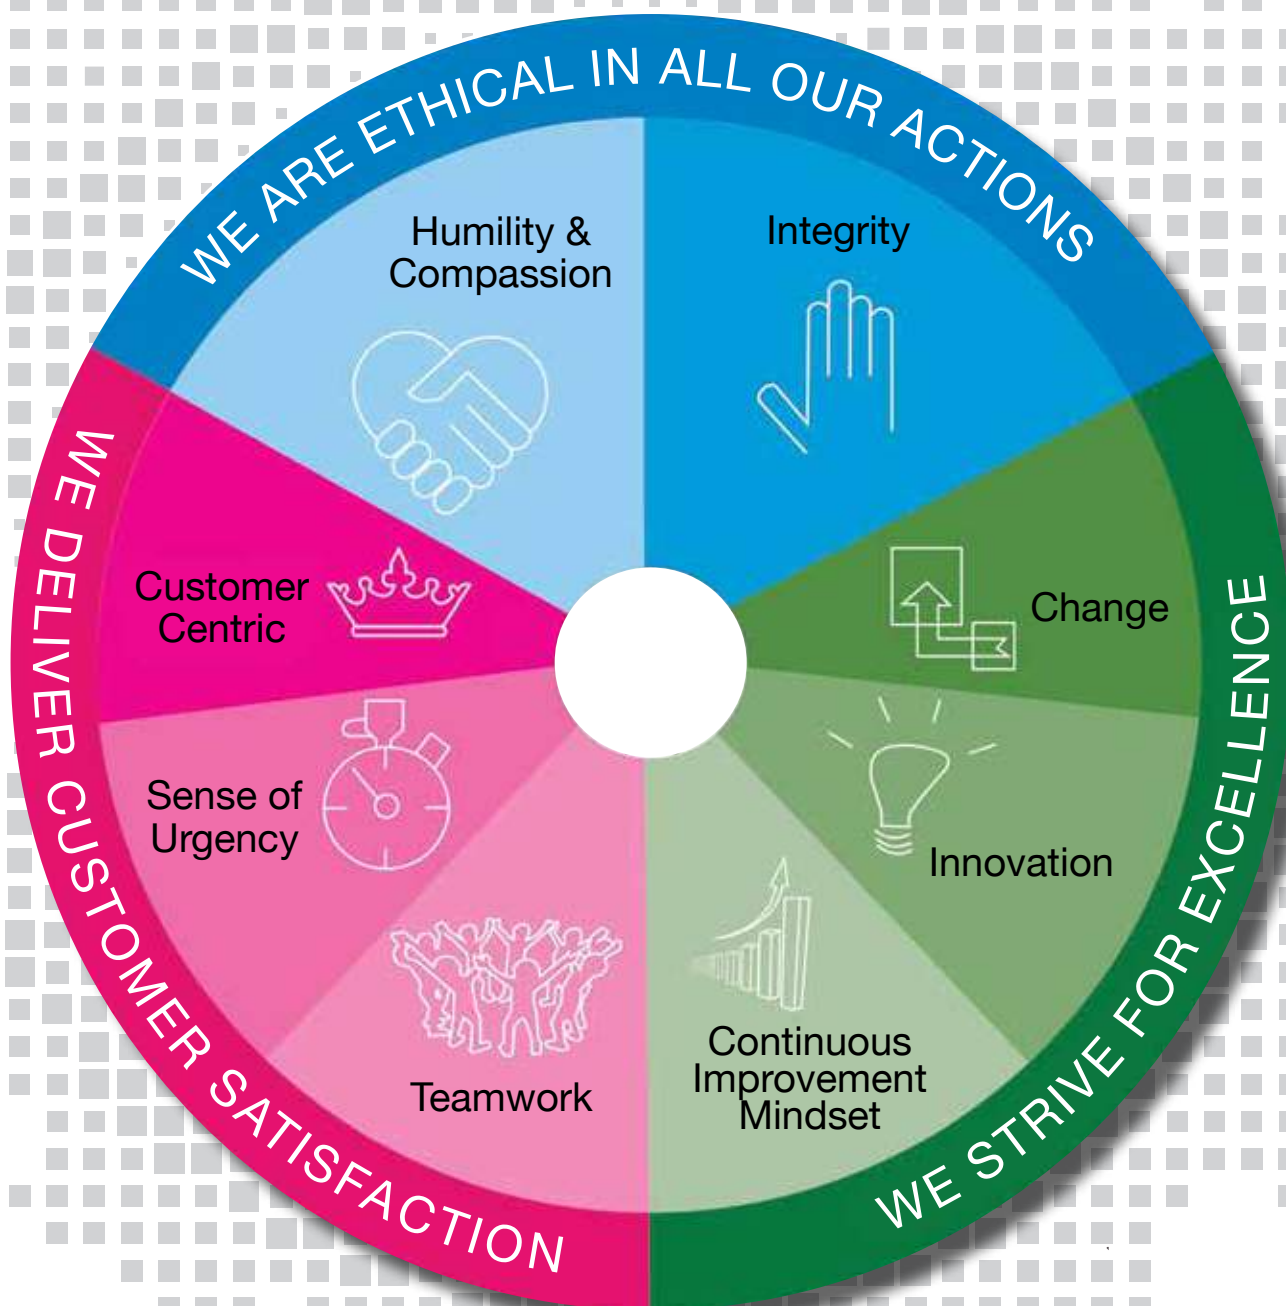 WE ARE ETHICAL IN ALL OUR ACTIONS
Humility &
Compassion
Integrity
Customer
Centric
Change
Sense of
Urgency
Innovation
Teamwork
Continuous
Improvement
Mindset
WE DELIVER CUSTOMER SATISFACTION
WE STRIVE FOR EXCELLENCE